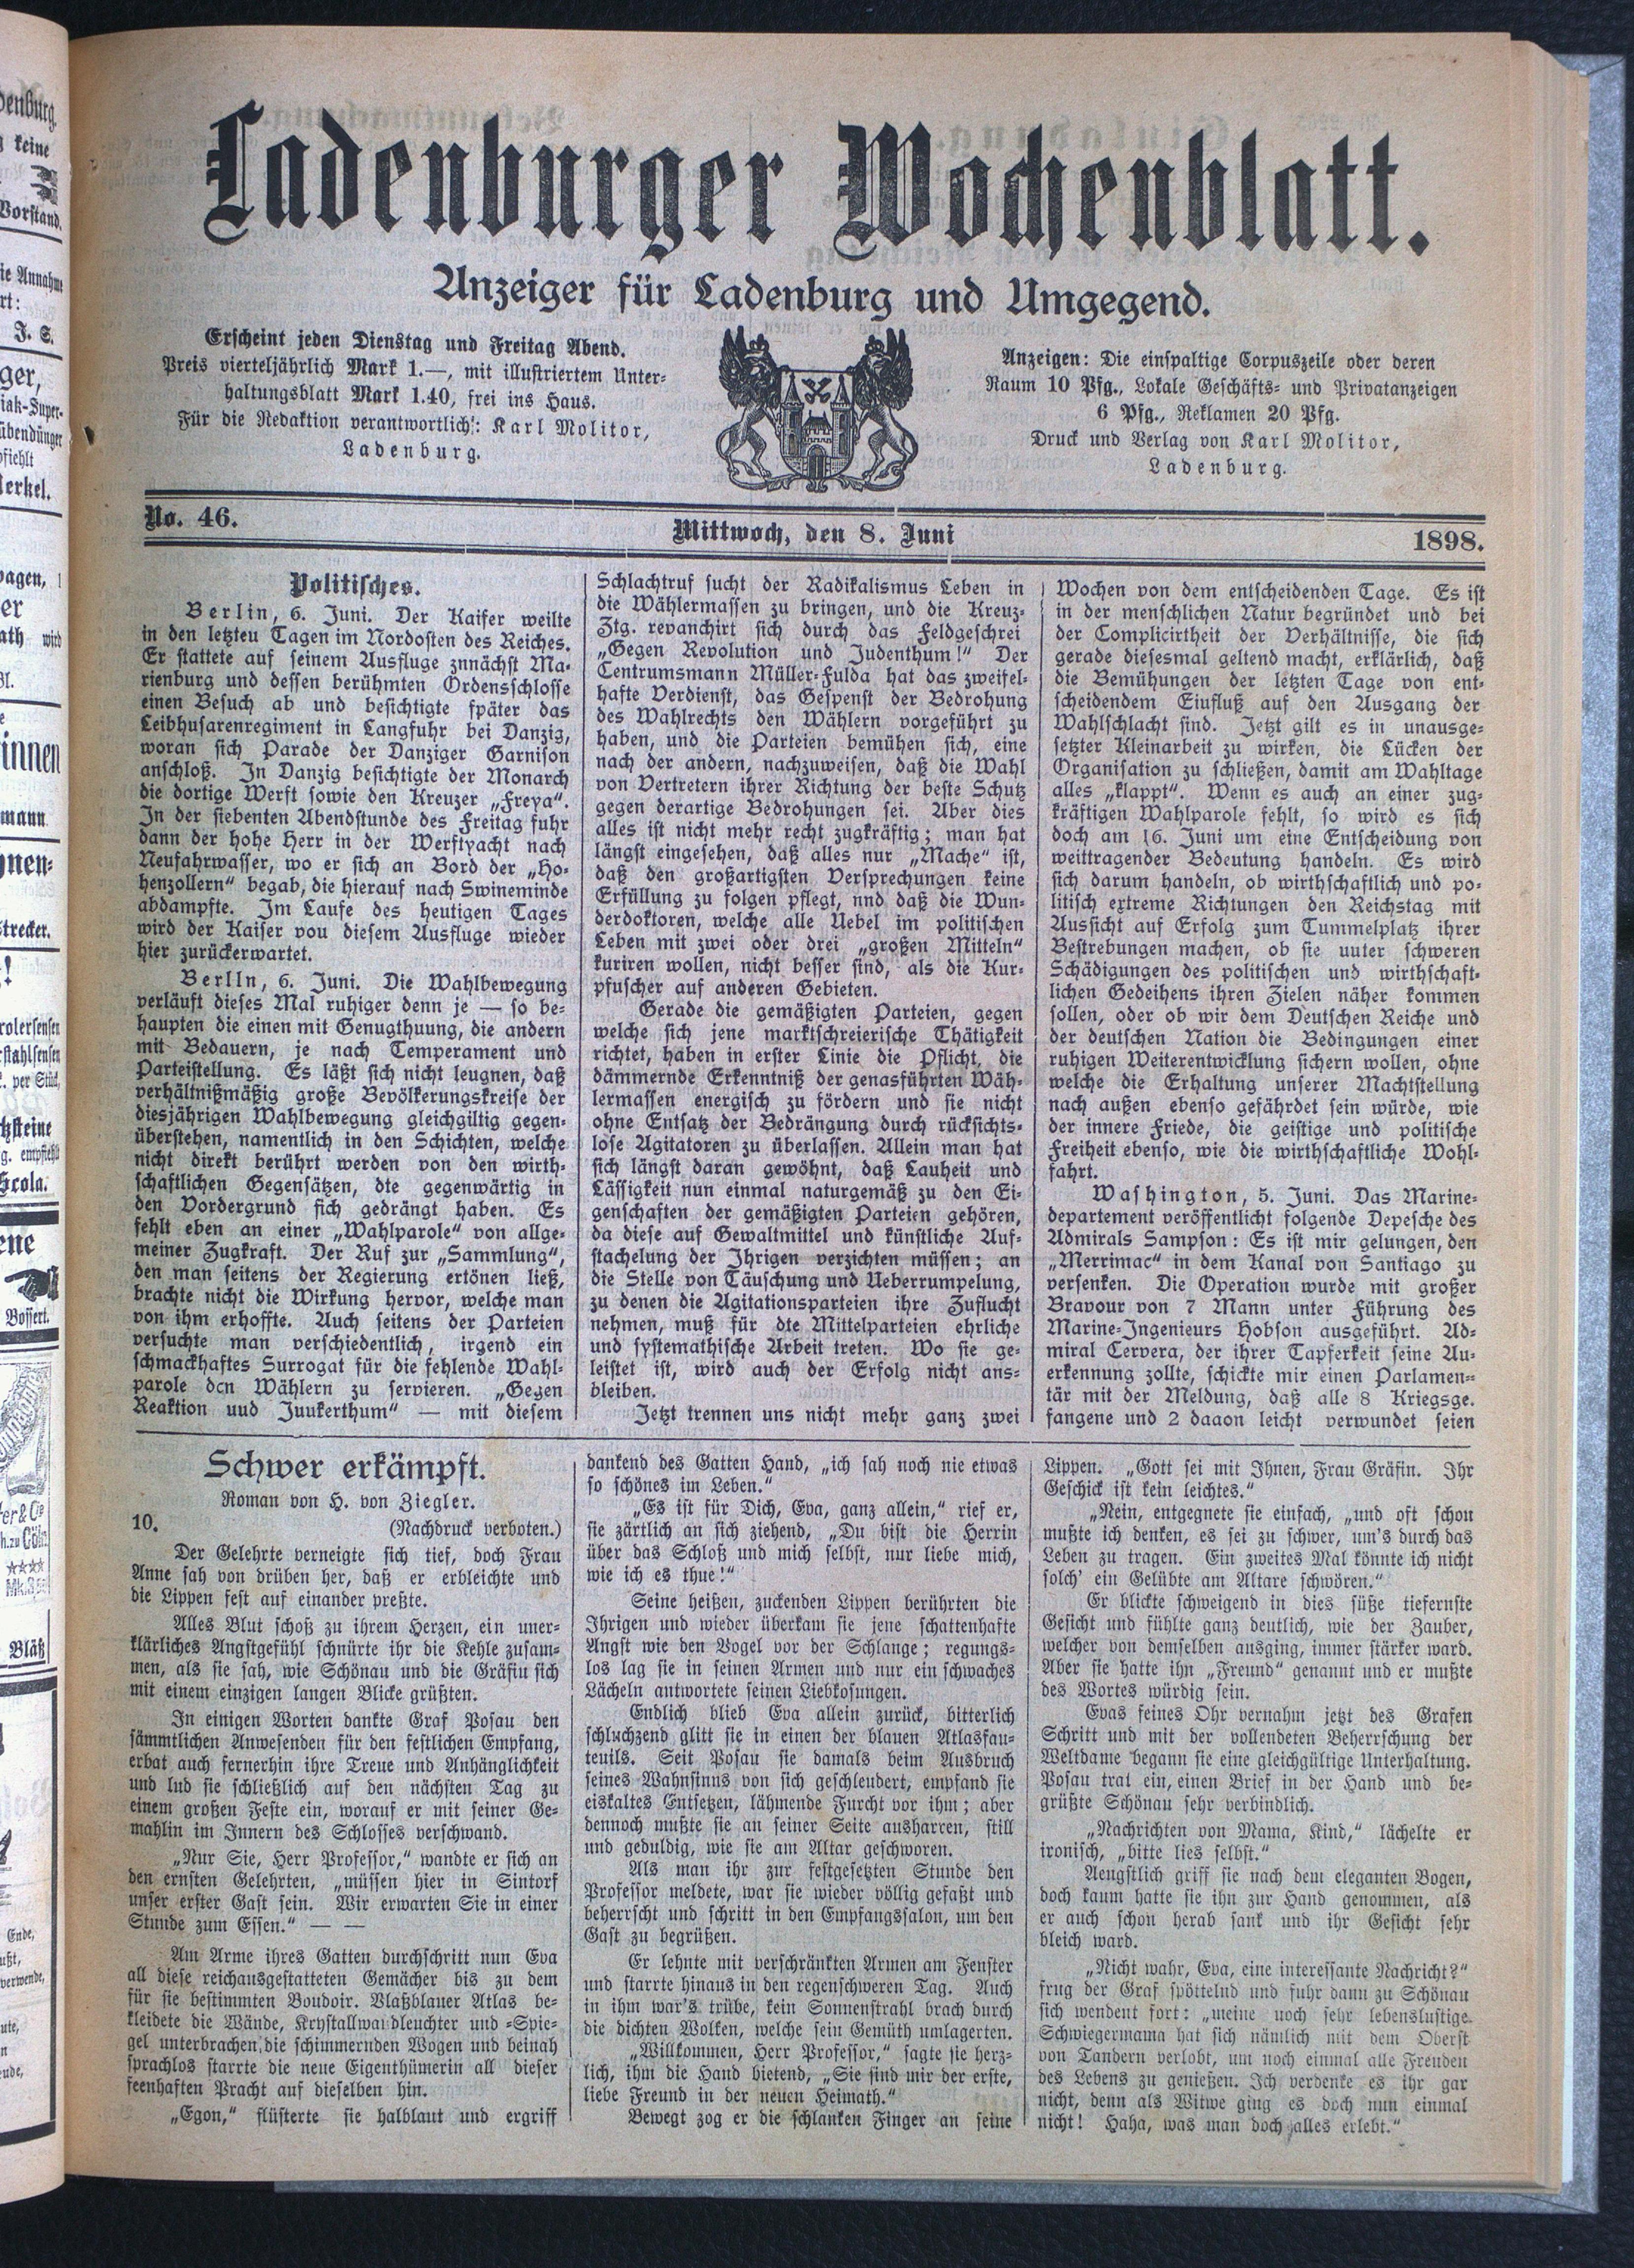 Ladenburger Wochenblatt.
Anzeiger für Ladenburg und Umgegend.
Erscheint jeden Dienstag und Freitag Abend.
Preis vierteljährlich Mark 1.—, mit illustriertem Unter-
haltungsblatt Mark 1.40, frei ins Haus.
Für die Redaktion verantwortlich: Karl Molitor,
Ladenburg.
Anzeigen: Die einspaltige Corpuszeile oder deren
Raum 10 Pfg., Lokale Geschäfts- und Privatanzeigen
6 Pfg., Reklamen 20 Pfg.
Druck und Verlag von Karl Molitor,
Ladenburg.
No. 46.
Mittwoch, den 8. Juni
1898.
Politisches.
Berlin, 6. Juni. Der Kaiser weilte
in den letzteu Tagen im Nordosten des Reiches.
Er stattete auf seinem Ausfluge znnächst Ma-
rienburg und dessen berühmten Ordensschlosse
einen Besuch ab und besichtigte später das
Leibhusarenregiment in Langfuhr bei Danzig,
woran sich Parade der Danziger Garnison
anschloß. In Danzig besichtigte der Monarch
die dortige Werft sowie den Kreuzer „Freya“.
In der siebenten Abendstunde des Freitag fuhr
dann der hohe Herr in der Werftyacht nach
Neufahrwasser, wo er sich an Bord der „Ho-
henzollern“ begab, die hierauf nach Swineminde
abdampfte. Im Laufe des heutigen Tages
wird der Kaiser vou diesem Ausfluge wieder
hier zurückerwartet.
Berlln, 6. Juni. Die Wahlbewegung
verläuft dieses Mal ruhiger denn je — so be-
haupten die einen mit Genugthuung, die andern
mit Bedauern, je nach Temperament und
Parteistellung. Es läßt sich nicht leugnen, daß
verhältnißmäßig große Bevölkerungskreise der
diesjährigen Wahlbewegung gleichgiltig gegen-
überstehen, namentlich in den Schichten, welche
nicht direkt berührt werden von den wirth-
schaftlichen Gegensätzen, dte gegenwärtig in
den Vordergrund sich gedrängt haben. Es
fehlt eben an einer „Wahlparole“ von allge-
meiner Zugkraft. Der Ruf zur „Sammlung“,
den man seitens der Regierung ertönen ließ,
brachte nicht die Wirkung hervor, welche man
von ihm erhoffte. Auch seitens der Parteien
versuchte man verschiedentlich, irgend ein
schmackhaftes Surrogat für die fehlende Wahl-
parole den Wählern zu servieren. „Gegen
Reaktion uud Juukerthum“ — mit diesem
Schlachtruf sucht der Radikalismus Leben in
die Wählermassen zu bringen, und die Kreuz-
Ztg. revanchirt sich durch das Feldgeschrei
„Gegen Revolution und Judenthum!“ Der
Centrumsmann Müller-Fulda hat das zweifel-
hafte Verdienst, das Gespenst der Bedrohung
des Wahlrechts den Wählern vorgeführt zu
haben, und die Parteien bemühen sich, eine
nach der andern, nachzuweisen, daß die Wahl
von Vertretern ihrer Richtung der beste Schutz
gegen derartige Bedrohungen sei. Aber dies
alles ist nicht mehr recht zugkräftig; man hat
längst eingesehen, daß alles nur „Mache“ ist,
daß den großartigsten Versprechungen keine
Erfüllung zu folgen pflegt, nnd daß die Wun-
derdoktoren, welche alle Uebel im politischen
Leben mit zwei oder drei „großen Mitteln“
kuriren wollen, nicht besser sind, als die Kur-
pfuscher auf anderen Gebieten.
Gerade die gemäßigten Parteien, gegen
welche sich jene marktschreierische Thätigkeit
richtet, haben in erster Linie die Pflicht, die
dämmernde Erkenntniß der genasführten Wäh-
lermassen energisch zu fördern und sie nicht
ohne Entsatz der Bedrängung durch rücksichts-
lose Agitatoren zu überlassen. Allein man hat
sich längst daran gewöhnt, daß Lauheit und
Lässigkeit nun einmal naturgemäß zu den Ei-
genschaften der gemäßigten Parteien gehören,
da diese auf Gewaltmittel und künstliche Auf-
stachelung der Ihrigen verzichten müssen; an
die Stelle von Täuschung und Ueberrumpelung,
zu denen die Agitationsparteien ihre Zuflucht
nehmen, muß für dte Mittelparteien ehrliche
und systemathische Arbeit treten. Wo sie ge-
leistet ist, wird auch der Erfolg nicht ans-
bleiben.
Jetzt trennen uns nicht mehr ganz zwei
Wochen von dem entscheidenden Tage. Es ist
in der menschlichen Natur begründet und bei
der Complicirtheit der Verhältnisse, die sich
gerade diesesmal geltend macht, erklärlich, daß
die Bemühungen der letzten Tage von ent-
scheidendem Einfluß auf den Ausgang der
Wahlschlacht sind. Jetzt gilt es in unausge-
setzter Kleinarbeit zu wirken, die Lücken der
Organisation zu schließen, damit am Wahltage
alles „klappt“. Wenn es auch an einer zug-
kräftigen Wahlparole fehlt, so wird es sich
doch am 16. Juni um eine Entscheidung von
weittragender Bedeutung handeln. Es wird
sich darum handeln, ob wirthschaftlich und po-
litisch extreme Richtungen den Reichstag mit
Aussicht auf Erfolg zum Tummelplatz ihrer
Bestrebungen machen, ob sie uuter schweren
Schädigungen des politischen und wirthschaft-
lichen Gedeihens ihren Zielen näher kommen
sollen, oder ob wir dem Deutschen Reiche und
der deutschen Nation die Bedingungen einer
ruhigen Weiterentwicklung sichern wollen, ohne
welche die Erhaltung unserer Machtstellung
nach außen ebenso gefährdet sein würde, wie
der innere Friede, die geistige und politische
Freiheit ebenso, wie die wirthschaftliche Wohl-
fahrt.
Washington, 5. Juni. Das Marine-
departement veröffentlicht folgende Depesche des
Admirals Sampson: Es ist mir gelungen, den
„Merrimac“ in dem Kanal von Santiago zu
versenken. Die Operation wurde mit großer
Bravour von 7 Mann unter Führung des
Marine-Ingenieurs Hobson ausgeführt. Ad-
miral Cervera, der ihrer Tapferkeit seine Au-
erkennung zollte, schickte mir einen Parlamen-
tär mit der Meldung, daß alle 8 Kriegsge.
fangene und 2 daaon leicht verwundet seien
Schwer erkämpft.
Roman von H. von Ziegler.
10.
(Nachdruck verboten.)
Der Gelehrte verneigte sich tief, doch Frau
Anne sah von drüben her, daß er erbleichte und
die Lippen fest auf einander preßte.
Alles Blut schoß zu ihrem Herzen, ein uner-
klärliches Angstgefühl schnürte ihr die Kehle zusam-
men, als sie sah, wie Schönau und die Gräfin sich
mit einem einzigen langen Blicke grüßten.
In einigen Worten dankte Graf Posau den
sämmtlichen Anwesenden für den festlichen Empfang,
erbat auch fernerhin ihre Treue und Anhänglichkeit
und lud sie schließlich auf den nächsten Tag zu
einem großen Feste ein, worauf er mit seiner Ge-
mahlin im Innern des Schlosses verschwand.
„Nur Sie, Herr Professor,“ wandte er sich an
den ernsten Gelehrten, „müssen hier in Sintorf
unser erster Gast sein. Wir erwarten Sie in einer
Stunde zum Essen.“ — —
Am Arme ihres Gatten durchschritt nun Eva
all diese reichausgestatteten Gemächer bis zu dem
für sie bestimmten Boudoir. Blaßblauer Atlas be-
kleidete die Wände, Krystallwandleuchter und -Spie-
gel unterbrachen die schimmernden Wogen und beinah
sprachlos starrte die neue Eigenthümerin all dieser
feenhaften Pracht auf dieselben hin.
„Egon,“ flüsterte sie halblaut und ergriff
dankend des Gatten Hand, „ich sah noch nie etwas
so schönes im Leben.“
„Es ist für Dich, Eva, ganz allein,“ rief er,
sie zärtlich an sich ziehend, „Du bist die Herrin
über das Schloß und mich selbst, nur liebe mich,
wie ich es thue!“
Seine heißen, zuckenden Lippen berührten die
Ihrigen und wieder überkam sie jene schattenhafte
Angst wie den Vogel vor der Schlange; regungs-
los lag sie in seinen Armen und nur ein schwaches
Lächeln antwortete seinen Liebkosungen.
Endlich blieb Eva allein zurück, bitterlich
schluchzend glitt sie in einen der blauen Atlasfau-
teuils. Seit Posau sie damals beim Ausbruch
seines Wahnsinns von sich geschleudert, empfand sie
eiskaltes Entsetzen, lähmende Furcht vor ihm; aber
dennoch mußte sie an seiner Seite ausharren, still
und geduldig, wie sie am Altar geschworen.
Als man ihr zur festgesetzten Stunde den
Professor meldete, war sie wieder völlig gefaßt und
beherrscht und schritt in den Empfangssalon, um den
Gast zu begrüßen.
Er lehnte mit verschränkten Armen am Fenster
und starrte hinaus in den regenschweren Tag. Auch
in ihm war's trübe, kein Sonnenstrahl brach durch
die dichten Wolken, welche sein Gemüth umlagerten.
„Willkommen, Herr Professor,“ sagte sie herz-
lich, ihm die Hand bietend, „Sie sind mir der erste,
liebe Freund in der neuen Heimath.“
Bewegt zog er die schlanken Finger an seine
Lippen. „Gott sei mit Ihnen, Frau Gräfin. Ihr
Geschick ist kein leichtes.“
„Nein, entgegnete sie einfach, „und oft schon
mußte ich denken, es sei zu schwer, um's durch das
Leben zu tragen. Ein zweites Mal könnte ich nicht
solch' ein Gelübte am Altare schwören.“
Er blickte schweigend in dies süße tiefernste
Gesicht und fühlte ganz deutlich, wie der Zauber,
welcher von demselben ausging, immer stärker ward.
Aber sie hatte ihn „Freund“ genannt und er mußte
des Wortes würdig sein.
Evas feines Ohr vernahm jetzt des Grafen
Schritt und mit der vollendeten Beherrschung der
Weltdame begann sie eine gleichgültige Unterhaltung.
Posau trat ein, einen Brief in der Hand und be-
grüßte Schönau sehr verbindlich.
„Nachrichten von Mama, Kind,“ lächelte er
ironisch, „bitte lies selbst.“
Aengstlich griff sie nach dem eleganten Bogen,
doch kaum hatte sie ihn zur Hand genommen, als
er auch schon herab sank und ihr Gesicht sehr
bleich ward.
„Nicht wahr, Eva, eine interessante Nachricht?“
frug der Graf spöttelnd und fuhr dann zu Schönau
sich wendent fort: „meine noch sehr lebenslustige
Schwiegermama hat sich nämlich mit dem Oberst
von Tandern verlobt, um noch einmal alle Freuden
des Lebens zu genießen. Ich verdenke es ihr gar
nicht, denn als Witwe ging es doch nun einmal
nicht! Haha, was man doch alles erlebt.“